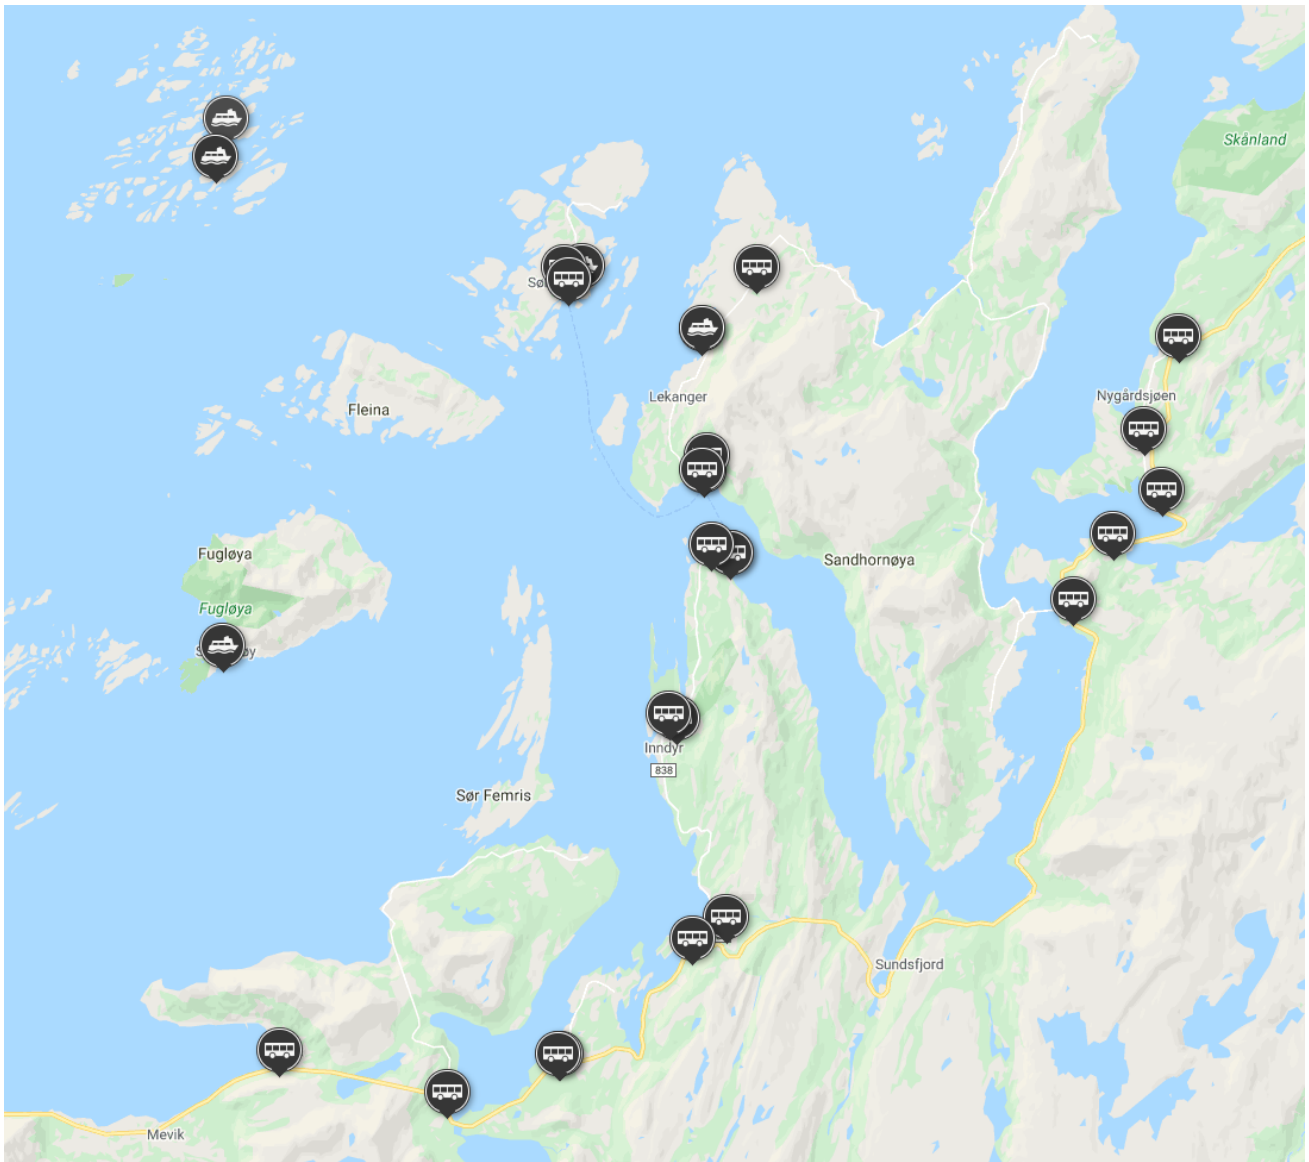 Skånland
Nygårdsjøen
Lekanger
Fleina
Fugløya
Sandhornøya
Fugløya
Inndyr
838
Sør Femris
Sundsfjord
Mevik